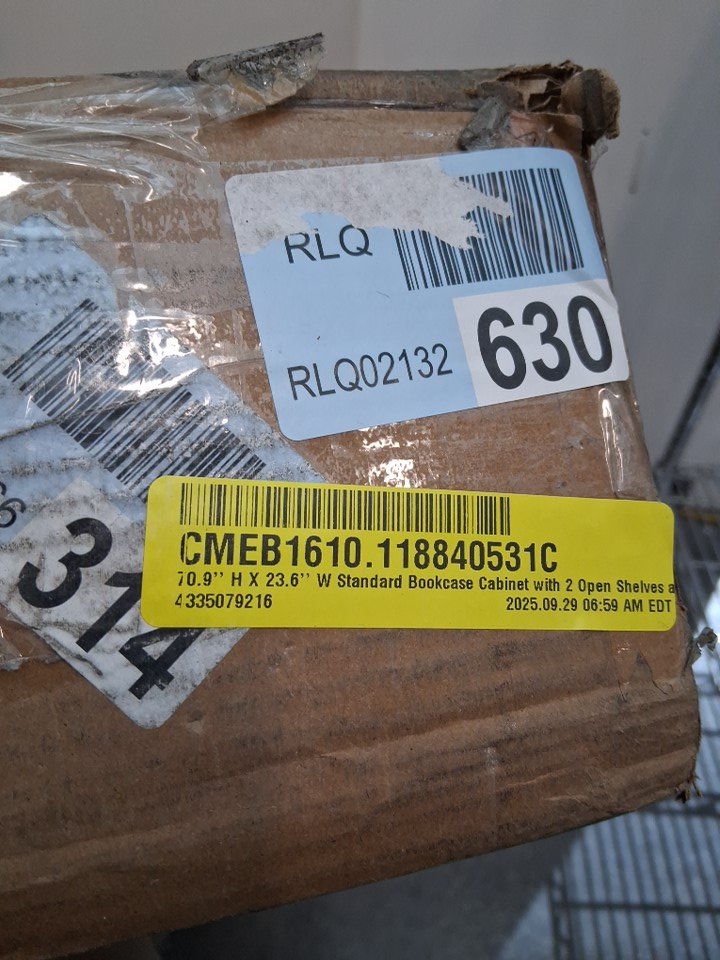 RLQ
RLQ02132
630
66
314
CMEB1610.118840531C
70.9'' H X 23.6'' W Standard Bookcase Cabinet with 2 Open Shelves a
4335079216
2025.09.29 06:59 AM EDT